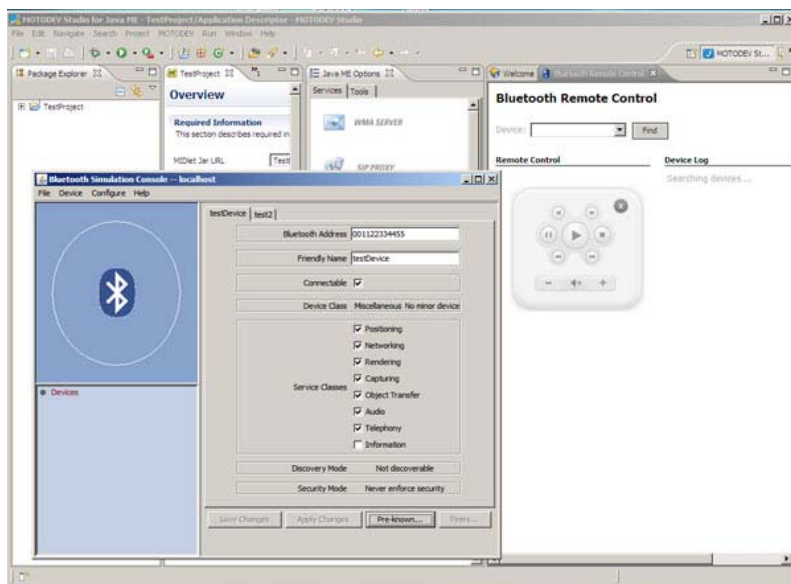 MOTODEV Studio for Java ME - TestProject/Application Descriptor - MOTODEV Studio
File Edit Navigate Search Project MOTODEV Run Window Help
MOTODEV St...
Package Explorer
TestProject
TestProject
Overview
Required Information
This section describes required in
MIDlet Jar URL
Test
Java ME Options
Services
Tools
WMA SERVER
SIP PROXY
Welcome
Bluetooth Remote Control
Bluetooth Remote Control
Device:
Find
Remote Control
Device Log
Searching devices ...
Bluetooth Simulation Console -- localhost
File Device Configure Help
testDevice
test2
Bluetooth Address 001122334455
Friendly Name testDevice
Connectable
Device Class Miscellaneous No minor device
Service Classes
Positioning
Networking
Rendering
Capturing
Object Transfer
Audio
Telephony
Information
Discovery Mode Not discoverable
Security Mode Never enforce security
Save Changes
Apply Changes
Pre-known...
Devices